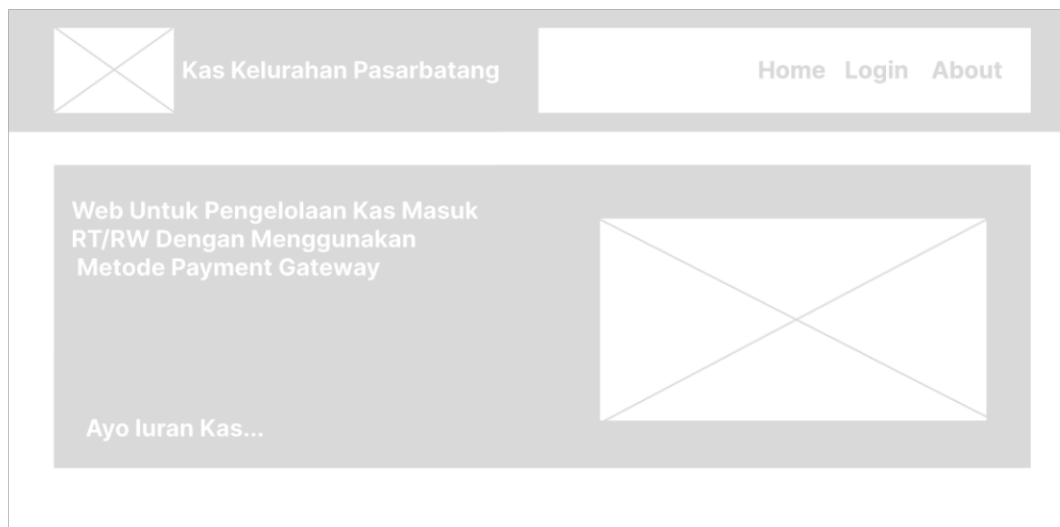 Kas Kelurahan Pasarbatang
Home Login About
Web Untuk Pengelolaan Kas Masuk
RT/RW Dengan Menggunakan
Metode Payment Gateway
Ayo Iuran Kas...